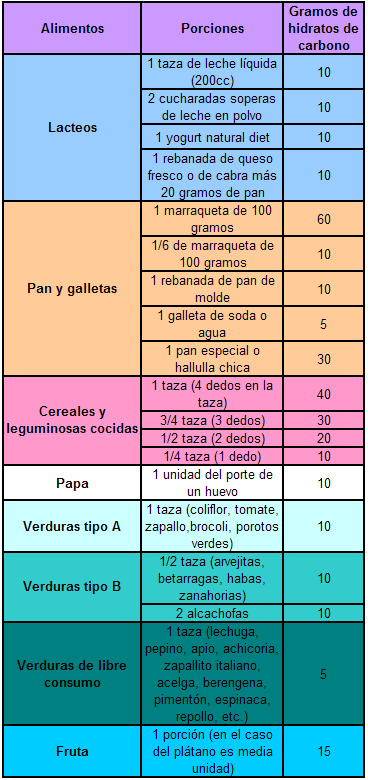 Alimentos
Porciones
Gramos de
hidratos de
carbono
Lacteos
1 taza de leche líquida
(200cc)
10
2 cucharadas soperas
de leche en polvo
10
1 yogurt natural diet
10
1 rebanada de queso
fresco o de cabra más
20 gramos de pan
10
Pan y galletas
1 marraqueta de 100
gramos
60
1/6 de marraqueta de
100 gramos
10
1 rebanada de pan de
molde
10
1 galleta de soda o
agua
5
1 pan especial o
hallulla chica
30
Cereales y
leguminosas cocidas
1 taza (4 dedos en la
taza)
40
3/4 taza (3 dedos)
30
1/2 taza (2 dedos)
20
1/4 taza (1 dedo)
10
Papa
1 unidad del porte de
un huevo
10
Verduras tipo A
1 taza (coliflor, tomate,
zapallo,brocoli, porotos
verdes)
10
Verduras tipo B
1/2 taza (arvejitas,
betarragas, habas,
zanahorias)
10
2 alcachofas
10
Verduras de libre
consumo
1 taza (lechuga,
pepino, apio, achicoria,
zapallito italiano,
acelga, berengena,
pimentón, espinaca,
repollo, etc.)
5
Fruta
1 porción (en el caso
del plátano es media
unidad)
15